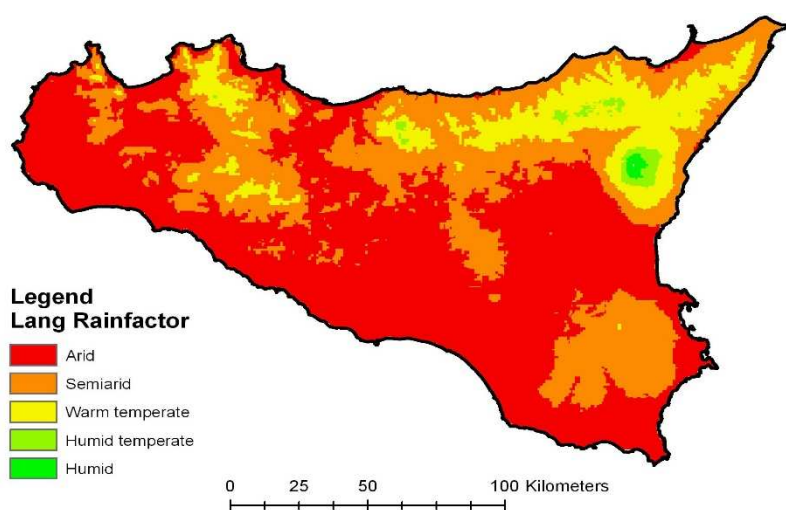 Legend
Lang Rainfactor
Arid
Semiarid
Warm temperate
Humid temperate
Humid
0 25 50 100 Kilometers